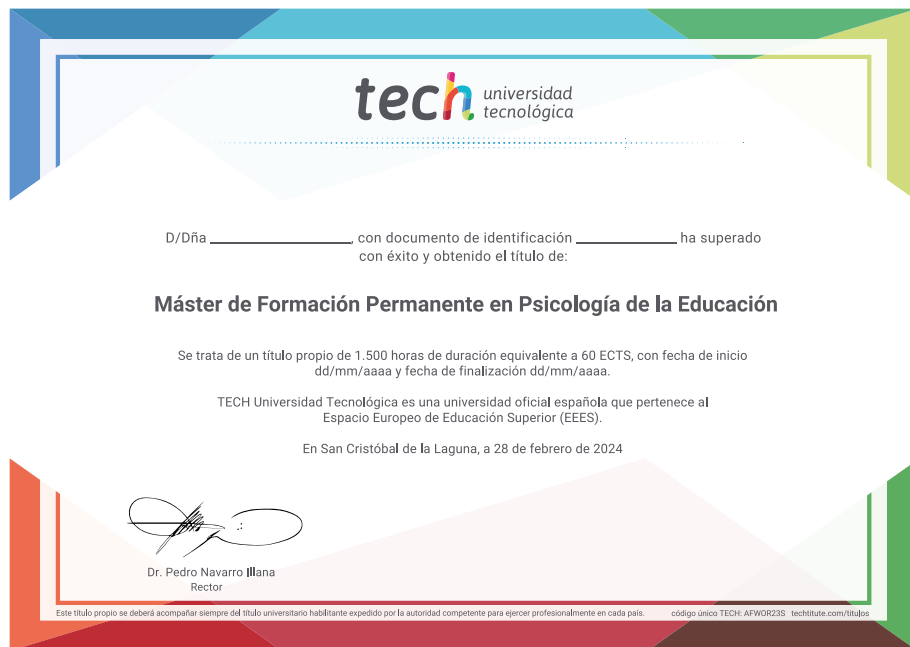 tech universidad
tecnológica
D/Dña ______________, con documento de identificación __________ ha superado
con éxito y obtenido el título de:
Máster de Formación Permanente en Psicología de la Educación
Se trata de un título propio de 1.500 horas de duración equivalente a 60 ECTS, con fecha de inicio
dd/mm/aaaa y fecha de finalización dd/mm/aaaa.
TECH Universidad Tecnológica es una universidad oficial española que pertenece al
Espacio Europeo de Educación Superior (EEES).
En San Cristóbal de la Laguna, a 28 de febrero de 2024
Dr. Pedro Navarro Illana
Rector
Este título propio se deberá acompañar siempre del título universitario habilitante expedido por la autoridad competente para ejercer profesionalmente en cada país. código único TECH: AFWOR23S techtitute.com/titulos